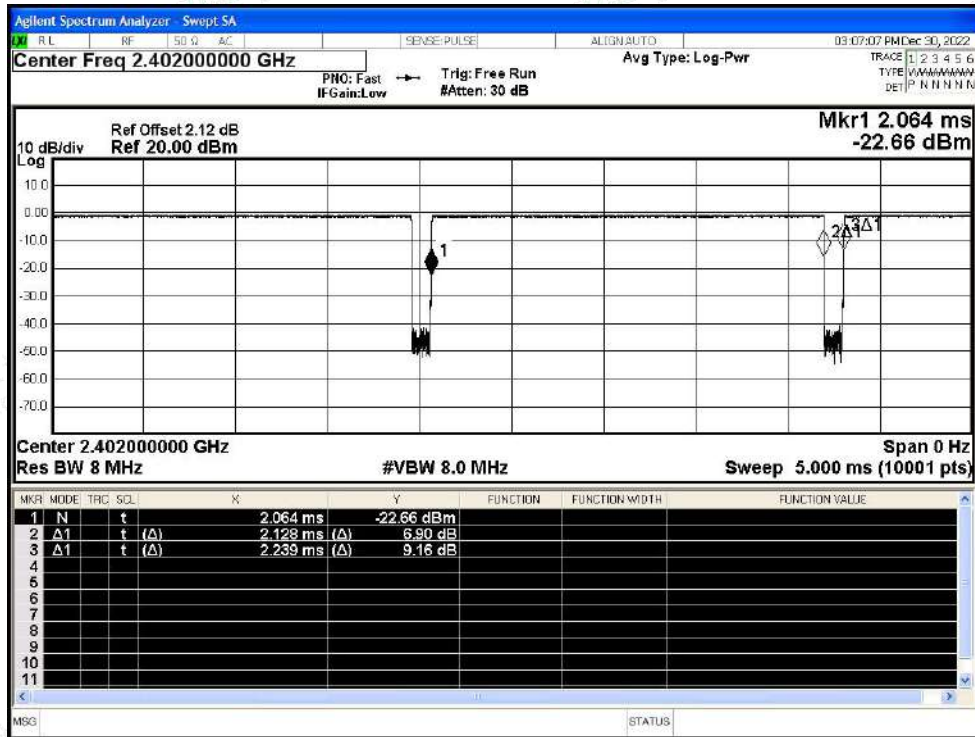 Agilent Spectrum Analyzer - Swept SA
LXI RL RF 50 Ω AC SENSE:PULSE ALIGN AUTO 03:07:07 PM Dec 30, 2022
Center Freq 2.402000000 GHz Avg Type: Log-Pwr TRACE 1 2 3 4 5 6
PNO: Fast Trig: Free Run TYPE WWWWWW
IFGain:Low #Atten: 30 dB DET P N N N N N
Mkr1 2.064 ms
Ref Offset 2.12 dB
10 dB/div Ref 20.00 dBm -22.66 dBm
Log
10.0
0.00
-10.0
-20.0
-30.0
-40.0
-50.0
-60.0
-70.0
1
2Δ1
3Δ1
Center 2.402000000 GHz Span 0 Hz
Res BW 8 MHz #VBW 8.0 MHz Sweep 5.000 ms (10001 pts)
MKR MODE TRC SCL X Y FUNCTION FUNCTION WIDTH FUNCTION VALUE
1 N t 2.064 ms -22.66 dBm
2 Δ1 t (Δ) 2.128 ms (Δ) 6.90 dB
3 Δ1 t (Δ) 2.239 ms (Δ) 9.16 dB
4
5
6
7
8
9
10
11
MSG STATUS